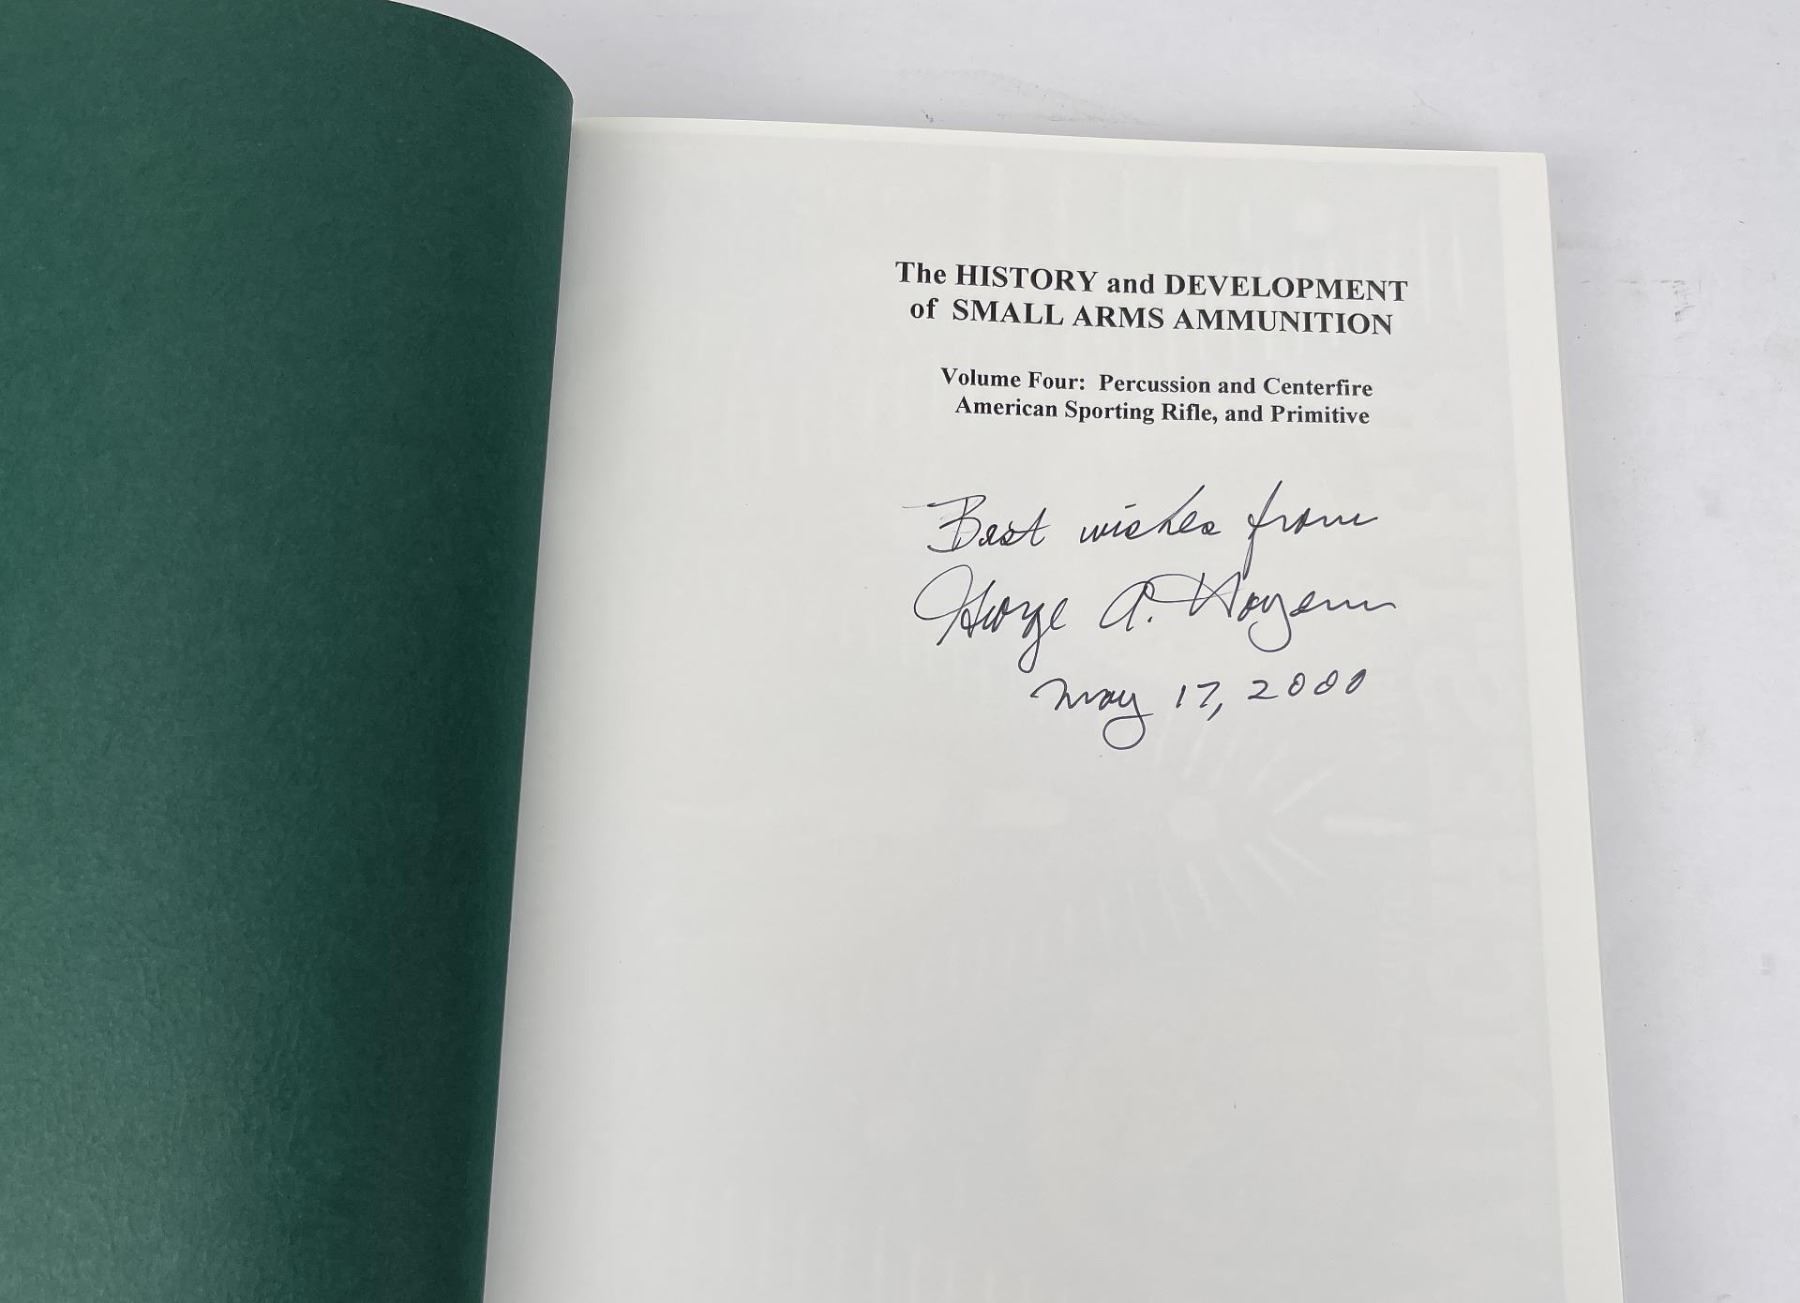 The HISTORY and DEVELOPMENT
of SMALL ARMS AMMUNITION
Volume Four: Percussion and Centerfire
American Sporting Rifle, and Primitive
Best wishes from
George A. Hoyem
May 17, 2000